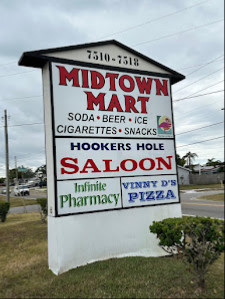 7510-7518
MIDTOWN
MART
SODA • BEER • ICE
CIGARETTES • SNACKS
HOOKERS HOLE
SALOON
Infinite
Pharmacy
VINNY D'S
PIZZA